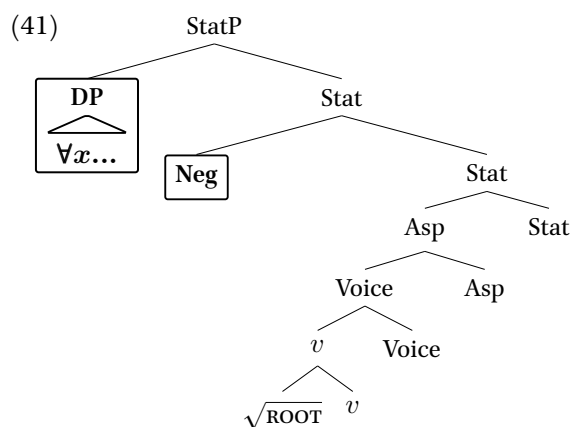 (41) StatP
DP Stat
∀x...
Neg Stat
Asp Stat
Voice Asp
v Voice
√ROOT v